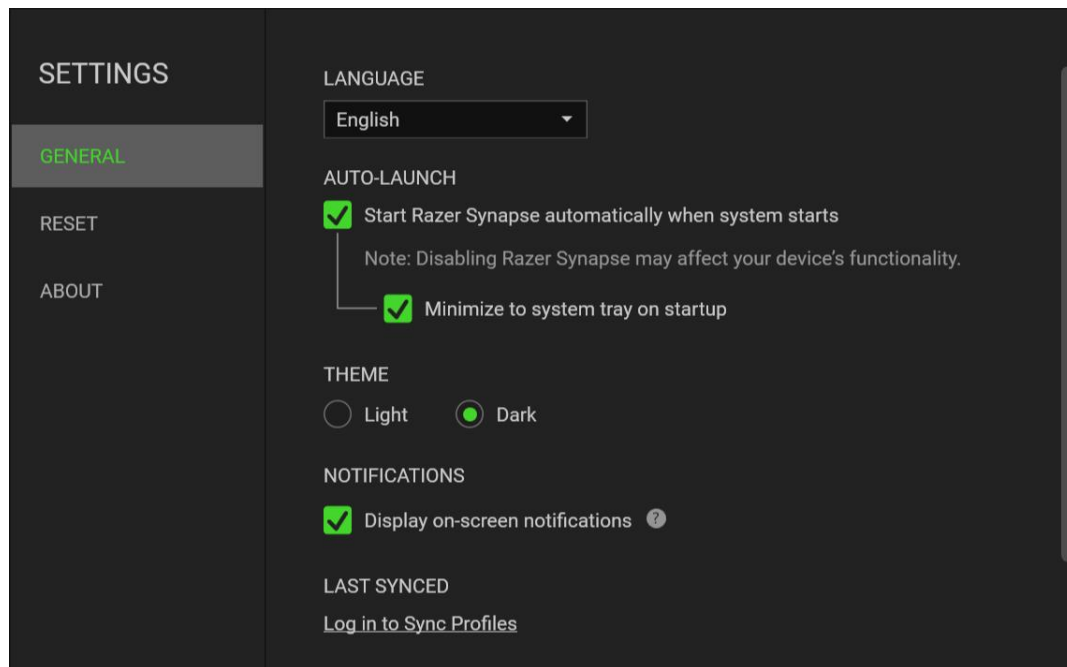 SETTINGS
GENERAL
RESET
ABOUT
LANGUAGE
English
AUTO-LAUNCH
Start Razer Synapse automatically when system starts
Note: Disabling Razer Synapse may affect your device’s functionality.
Minimize to system tray on startup
THEME
Light Dark
NOTIFICATIONS
Display on-screen notifications ?
LAST SYNCED
Log in to Sync Profiles